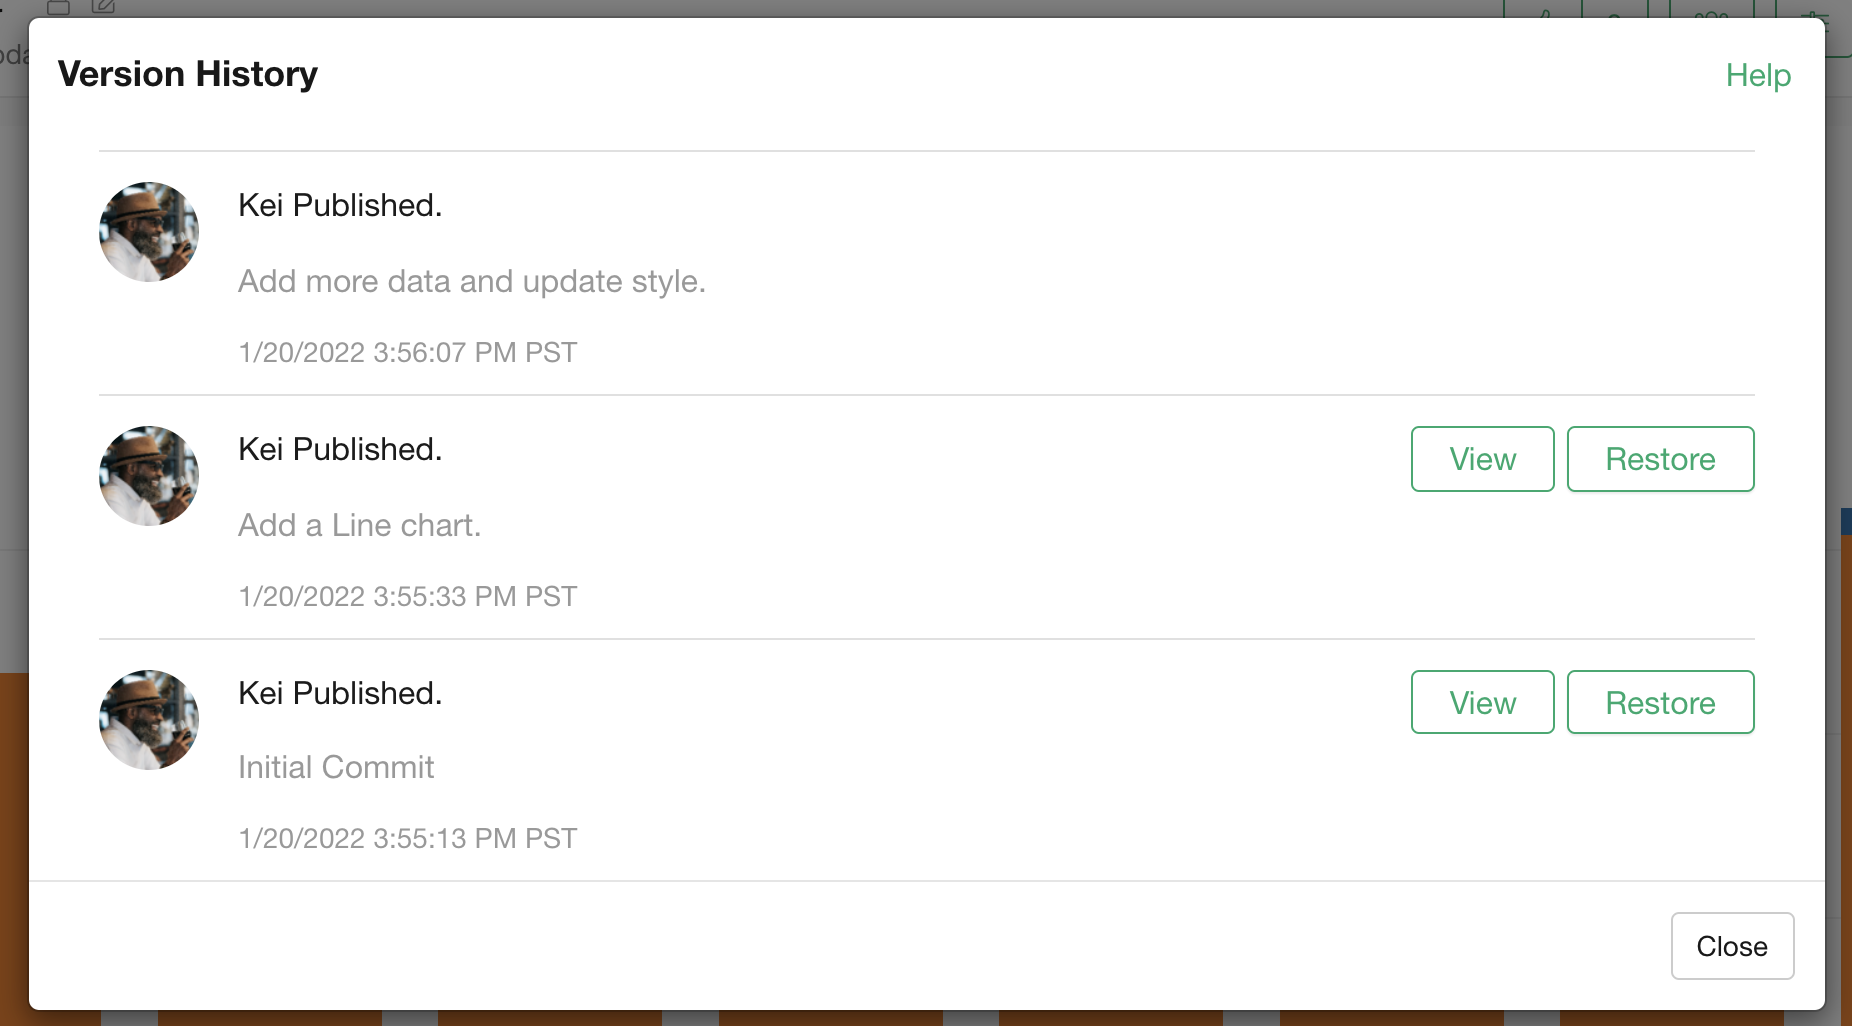 Version History
Help
Kei Published.
Add more data and update style.
1/20/2022 3:56:07 PM PST
Kei Published.
View
Restore
Add a Line chart.
1/20/2022 3:55:33 PM PST
Kei Published.
View
Restore
Initial Commit
1/20/2022 3:55:13 PM PST
Close